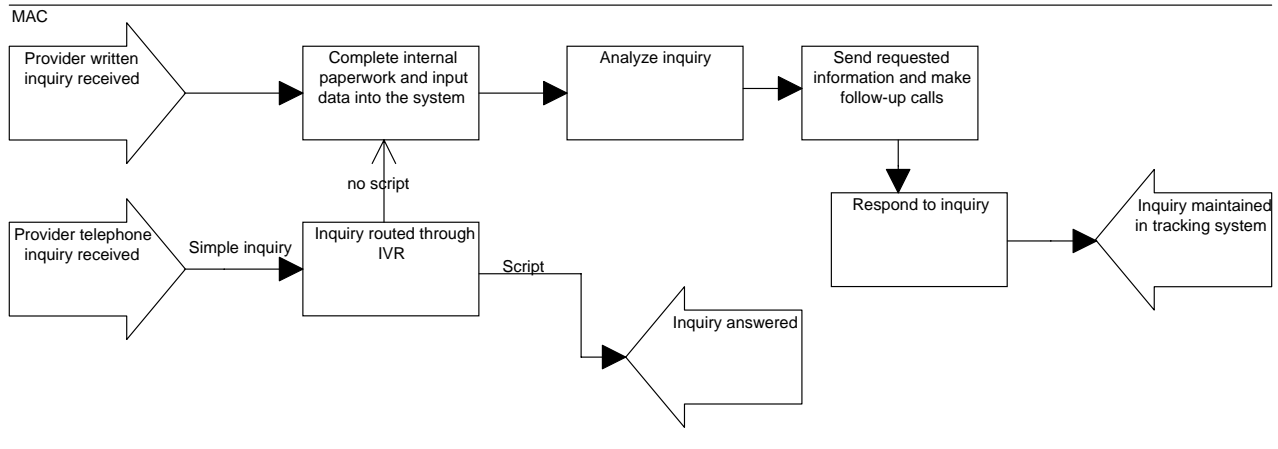 MAC
Provider written
inquiry received
Complete internal
paperwork and input
data into the system
Analyze inquiry
Send requested
information and make
follow-up calls
no script
Respond to inquiry
Inquiry maintained
in tracking system
Provider telephone
inquiry received
Simple inquiry
Inquiry routed through
IVR
Script
Inquiry answered